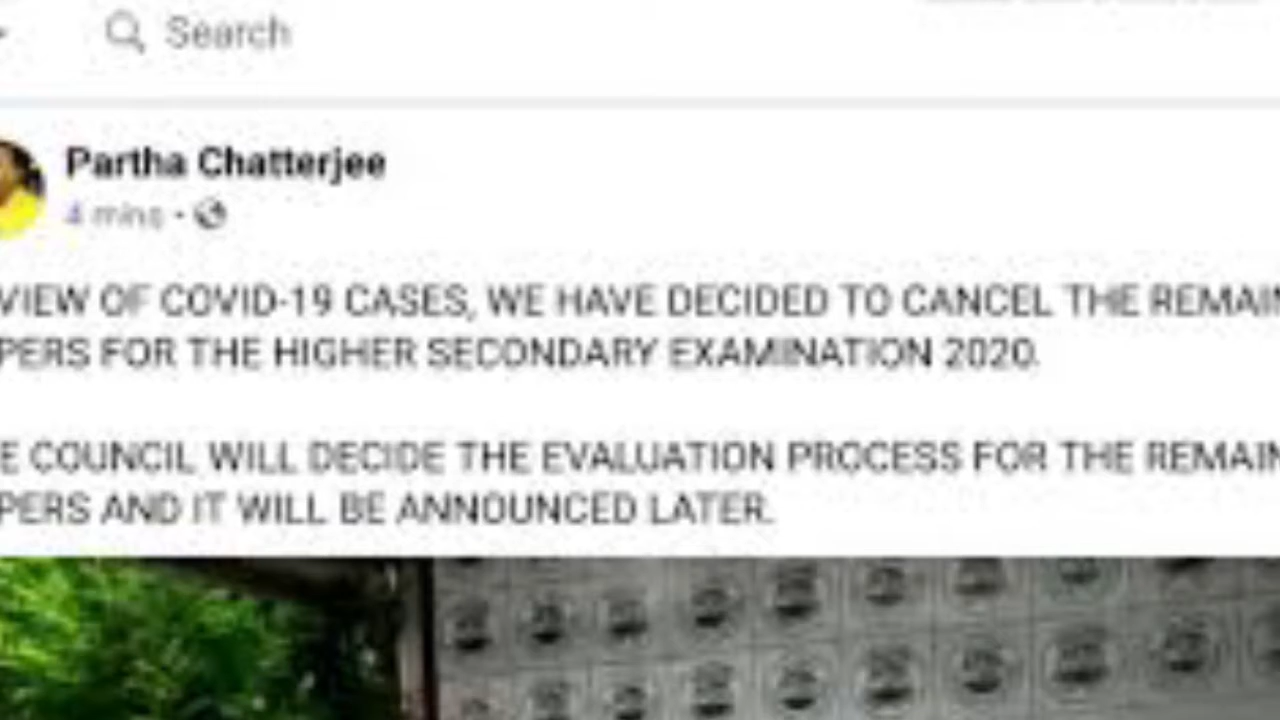 Search
Partha Chatterjee
4 mins ·
VIEW OF COVID-19 CASES, WE HAVE DECIDED TO CANCEL THE REMAIN
PERS FOR THE HIGHER SECONDARY EXAMINATION 2020.
E COUNCIL WILL DECIDE THE EVALUATION PROCESS FOR THE REMAIN
PERS AND IT WILL BE ANNOUNCED LATER.